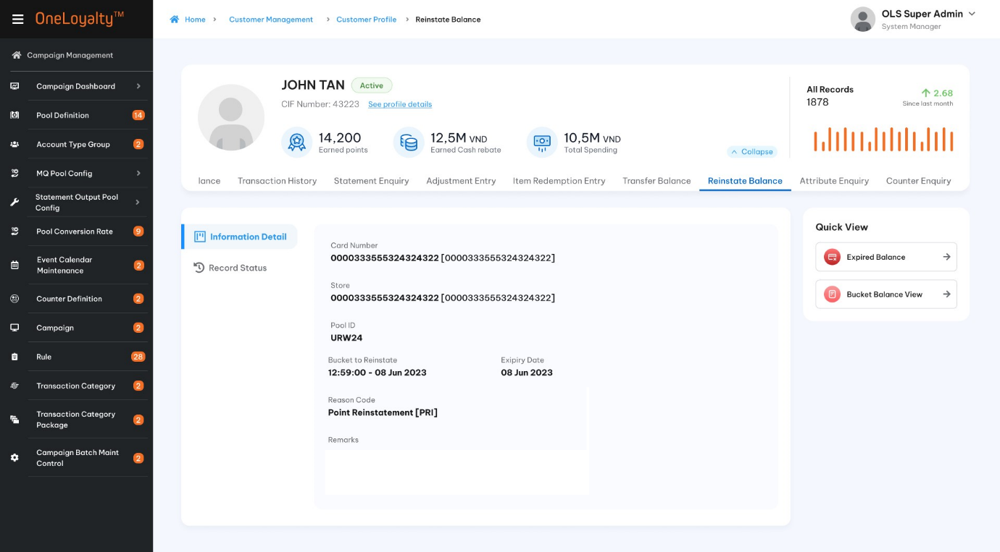 OneLoyalty™
Home > Customer Management > Customer Profile > Reinstate Balance
OLS Super Admin
System Manager
Campaign Management
Campaign Dashboard
Pool Definition 14
Account Type Group 2
MQ Pool Config
Statement Output Pool
Config
Pool Conversion Rate 9
Event Calendar
Maintenance 2
Counter Definition 2
Campaign 2
Rule 28
Transaction Category 2
Transaction Category
Package 2
Campaign Batch Maint
Control 2
JOHN TAN Active
CIF Number: 43223 See profile details
14,200
Earned points
12,5M VND
Earned Cash rebate
10,5M VND
Total Spending
Collapse
All Records
1878
2.68
Since last month
lance Transaction History Statement Enquiry Adjustment Entry Item Redemption Entry Transfer Balance Reinstate Balance Attribute Enquiry Counter Enquiry
Information Detail
Record Status
Card Number
0000333555324324322 [0000333555324324322]
Store
0000333555324324322 [0000333555324324322]
Pool ID
URW24
Bucket to Reinstate Exipiry Date
12:59:00 - 08 Jun 2023 08 Jun 2023
Reason Code
Point Reinstatement [PRI]
Remarks
Quick View
Expired Balance
Bucket Balance View